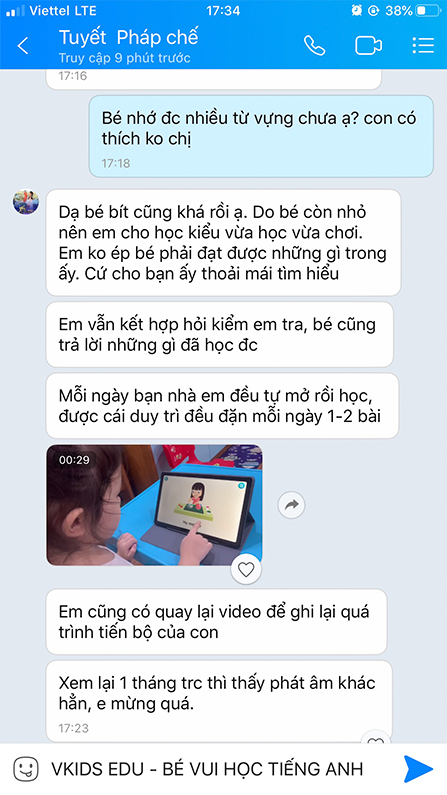 Viettel LTE 17:34 38%
Tuyết Pháp chế
Truy cập 9 phút trước
17:16
Bé nhớ đc nhiều từ vựng chưa ạ? con có
thích ko chị
17:18
Dạ bé bít cũng khá rồi ạ. Do bé còn nhỏ
nên em cho học kiểu vừa học vừa chơi.
Em ko ép bé phải đạt được những gì trong
ấy. Cứ cho bạn ấy thoải mái tìm hiểu
Em vẫn kết hợp hỏi kiểm em tra, bé cũng
trả lời những gì đã học đc
Mỗi ngày bạn nhà em đều tự mở rồi học,
được cái duy trì đều đặn mỗi ngày 1-2 bài
00:29
Em cũng có quay lại video để ghi lại quá
trình tiến bộ của con
Xem lại 1 tháng trc thì thấy phát âm khác
hẳn, e mừng quá.
17:23
VKIDS EDU - BÉ VUI HỌC TIẾNG ANH